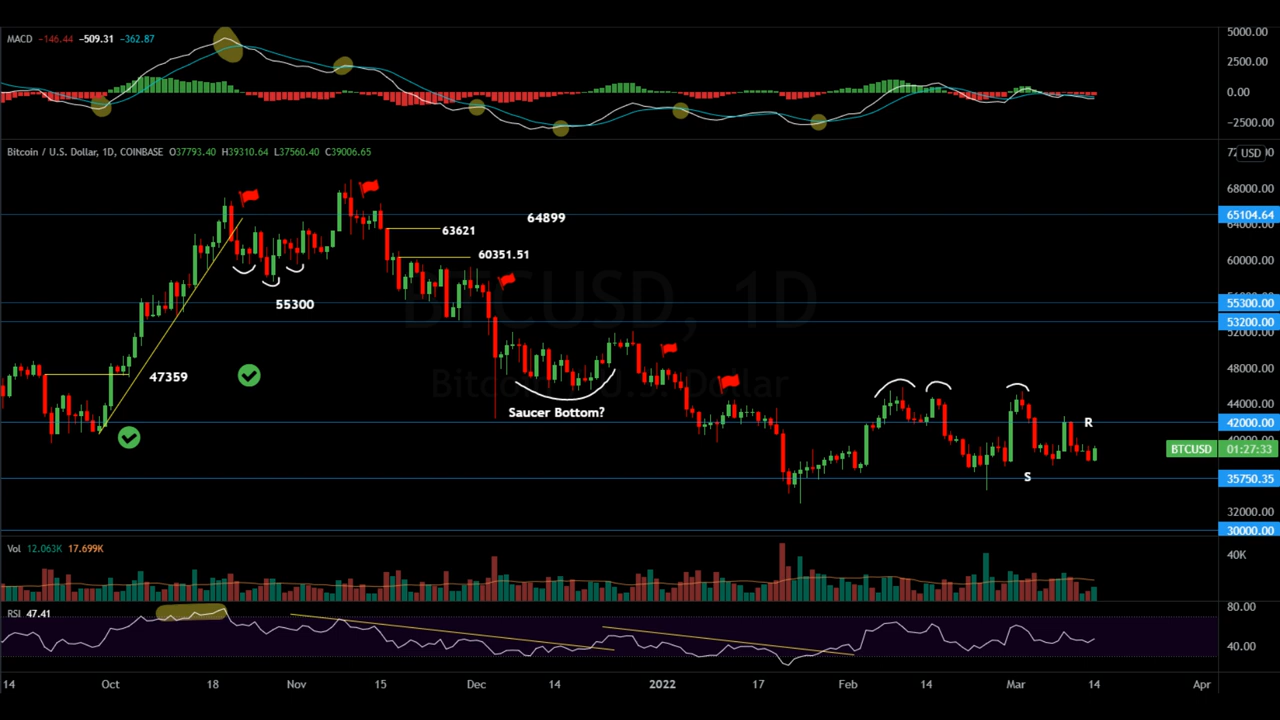 MACD -146.44 -509.31 -362.87
5000.00
2500.00
0.00
-2500.00
Bitcoin / U.S. Dollar, 1D, COINBASE O37793.40 H39310.64 L37560.40 C39006.65
USD
68000.00
65104.64
64899
63621
60351.51
60000.00
55300
55300.00
53200.00
BTCUSD, 1D
Bitcoin / U.S. Dollar
48000.00
47359
Saucer Bottom?
44000.00
42000.00
R
BTCUSD 01:27:33
S
35750.35
32000.00
30000.00
Vol 12.063K 17.699K
40K
RSI 47.41
80.00
40.00
14 Oct 18 Nov 15 Dec 14 2022 17 Feb 14 Mar 14 Apr